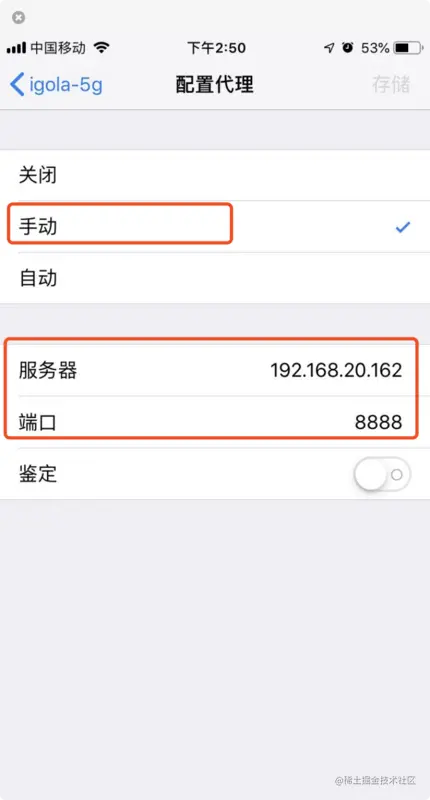 中国移动 下午2:50 53%
igola-5g 配置代理 存储
关闭
手动
自动
服务器 192.168.20.162
端口 8888
鉴定
@稀土掘金技术社区